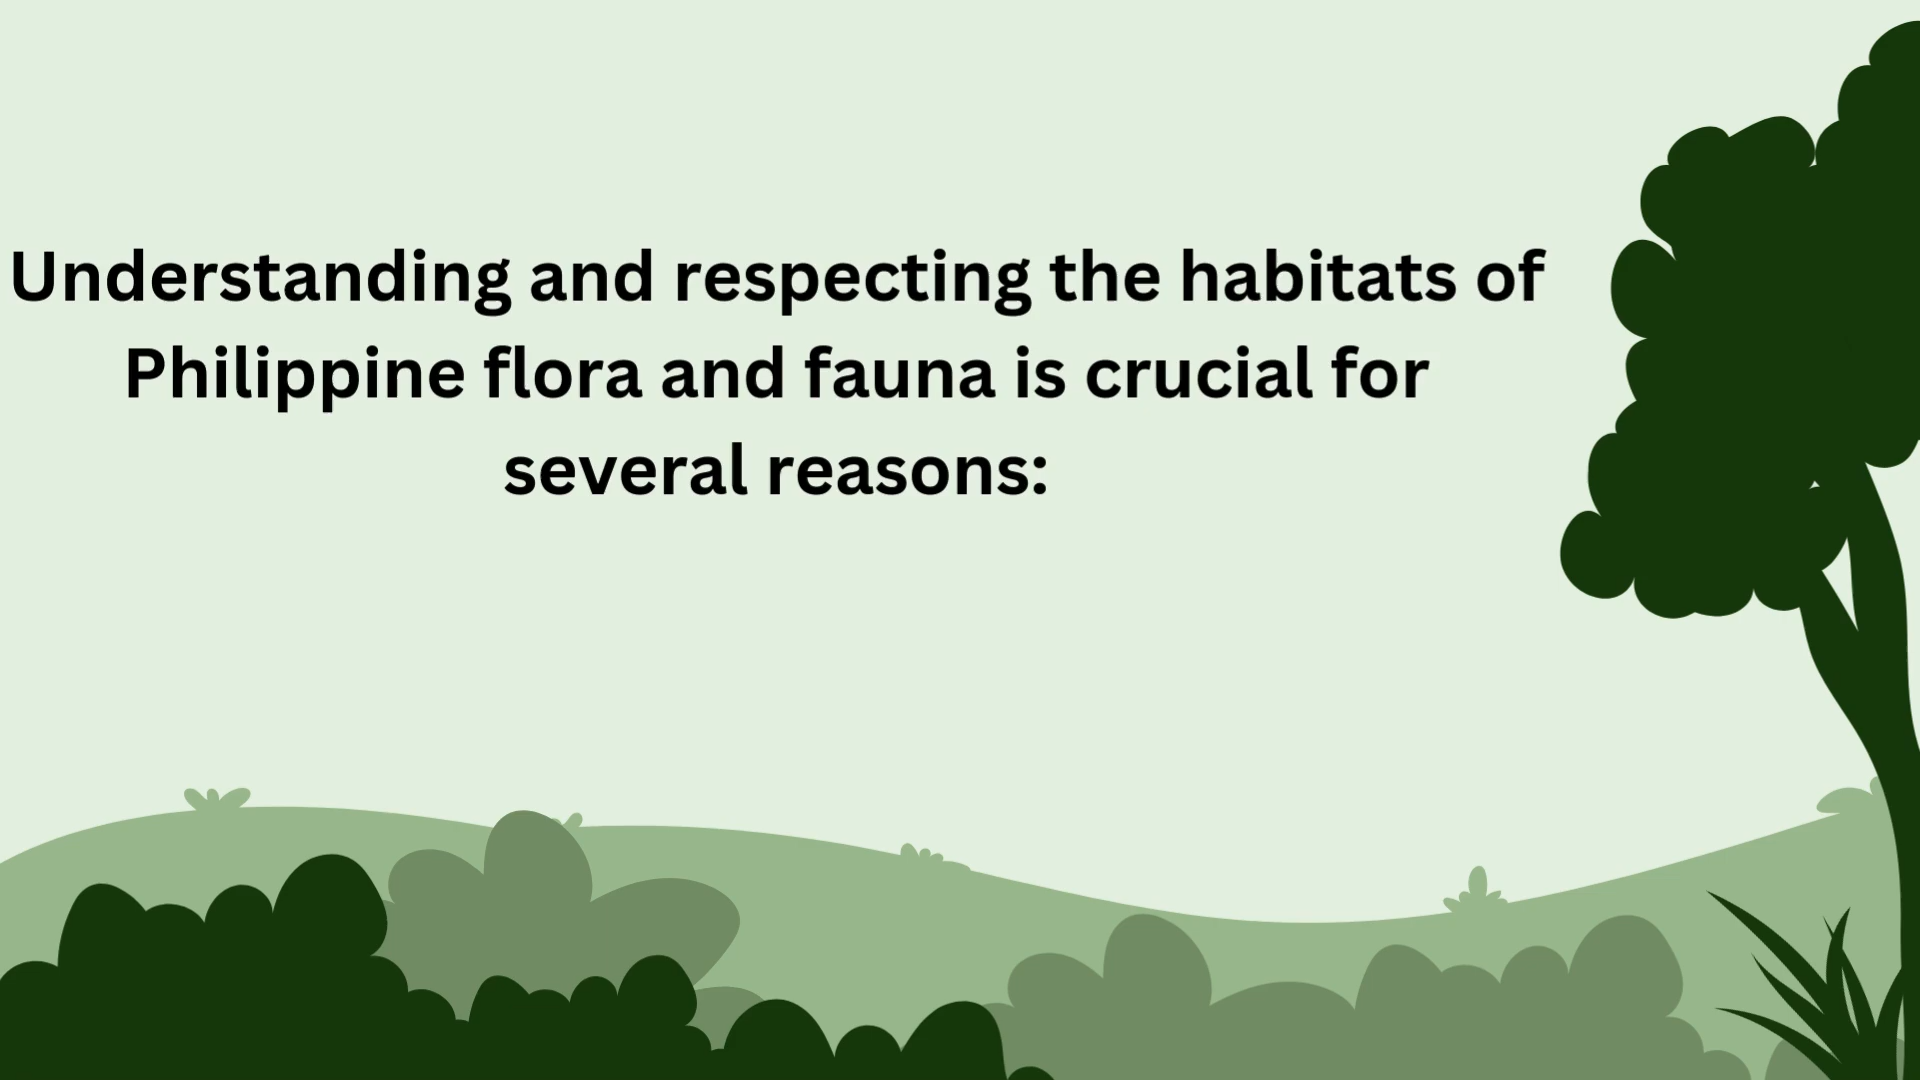 Understanding and respecting the habitats of
Philippine flora and fauna is crucial for
several reasons: